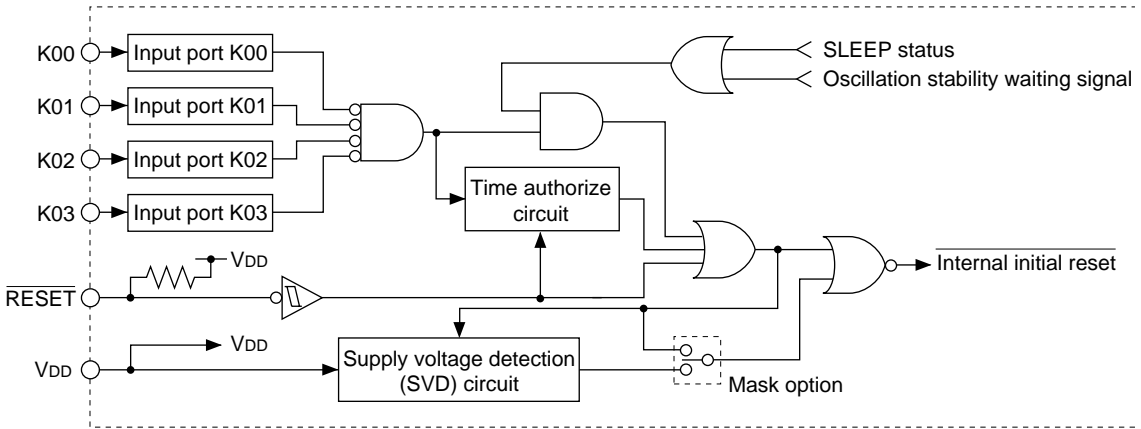 K00
Input port K00
SLEEP status
Oscillation stability waiting signal
K01
Input port K01
K02
Input port K02
K03
Input port K03
Time authorize
circuit
VDD
RESET
Internal initial reset
VDD
VDD
Supply voltage detection
(SVD) circuit
Mask option